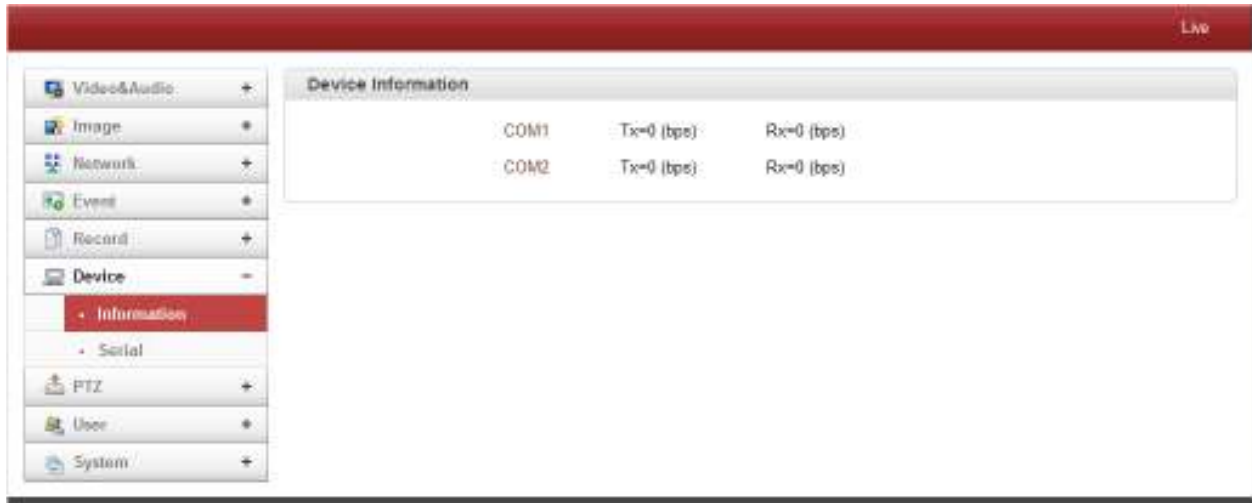 Live
Video&Audio +
Device Information
Image +
COM1 Tx=0 (bps) Rx=0 (bps)
Network +
COM2 Tx=0 (bps) Rx=0 (bps)
Event +
Record +
Device -
Information
Serial
PTZ +
User +
System +